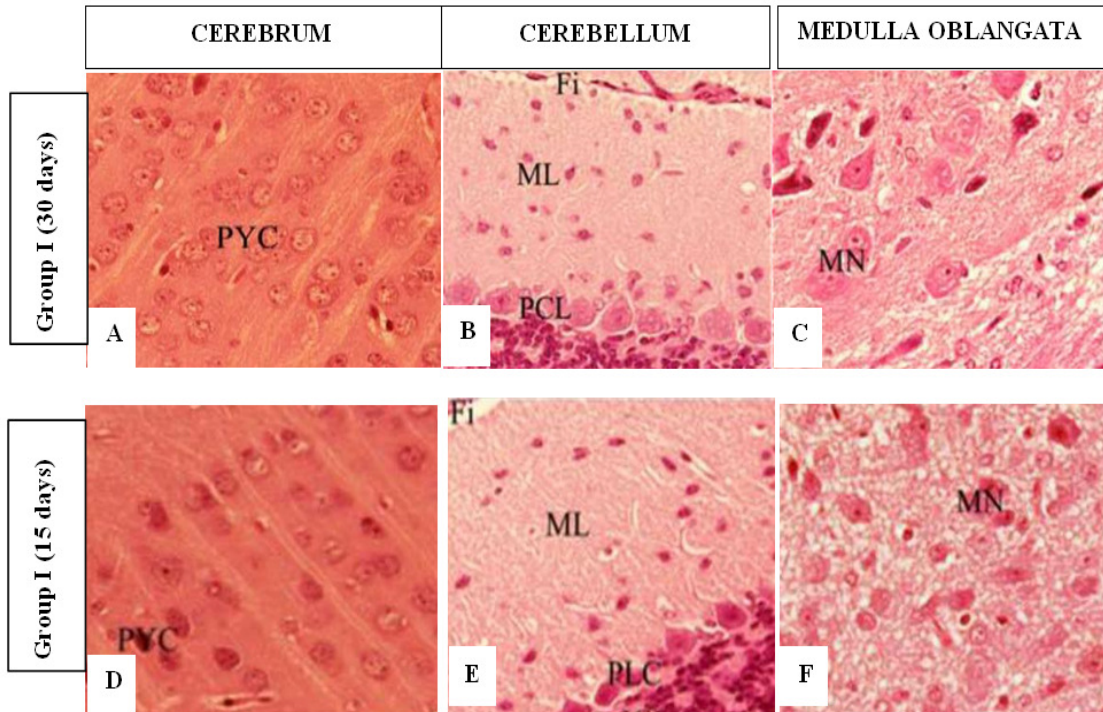 CEREBRUM
CEREBELLUM
MEDULLA OBLANGATA
Group I (30 days)
PYC
A
Fi
ML
PCL
B
MN
C
Group I (15 days)
PYC
D
Fi
ML
PLC
E
MN
F